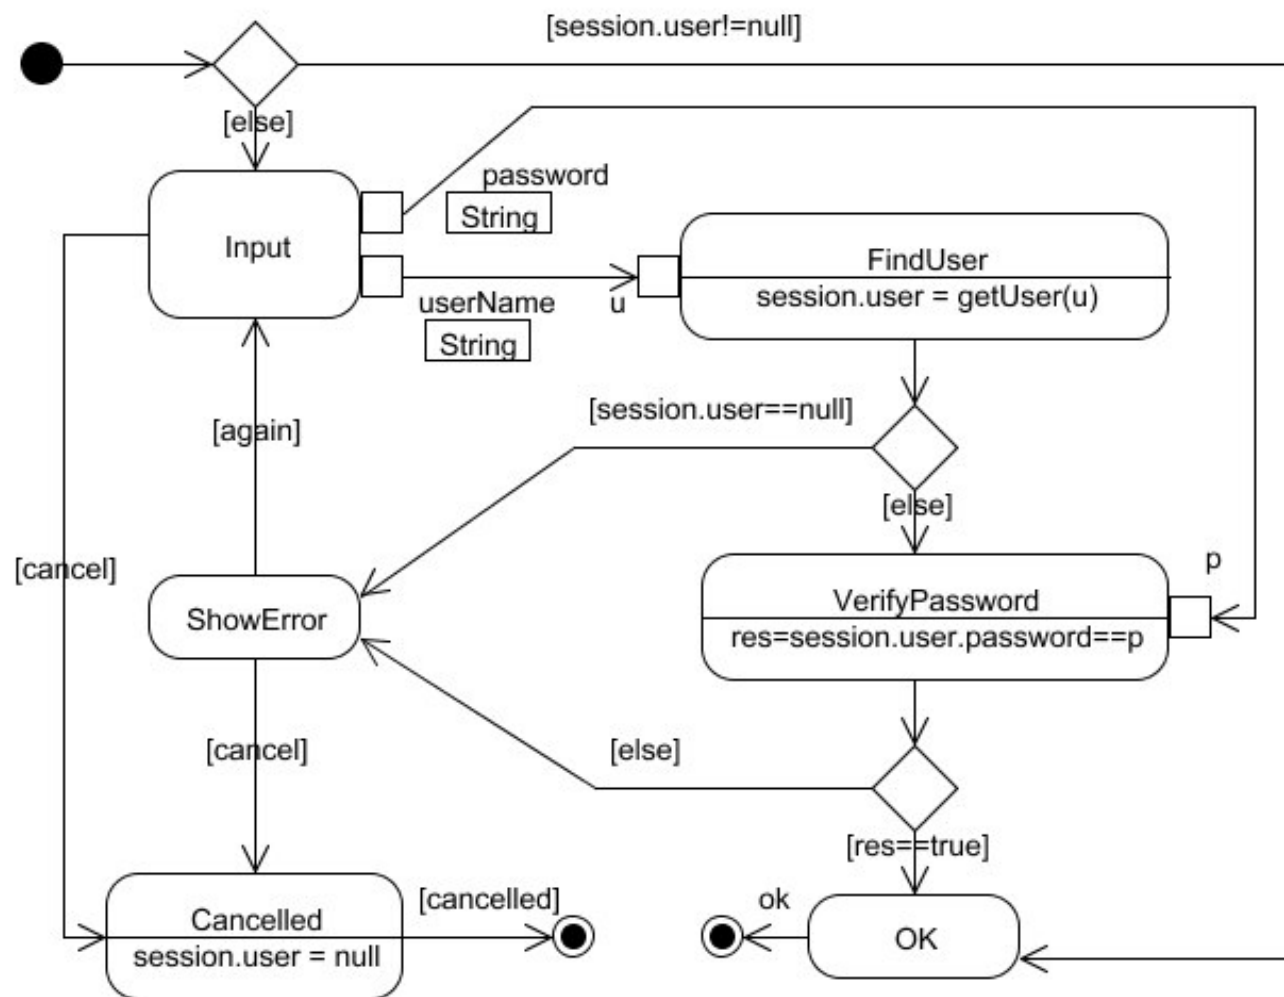 [session.user!=null]
[else]
password
String
Input
FindUser
session.user = getUser(u)
userName
u
String
[session.user==null]
[again]
[else]
[cancel]
p
VerifyPassword
ShowError
res=session.user.password==p
[cancel]
[else]
[res==true]
[cancelled]
ok
Cancelled
OK
session.user = null